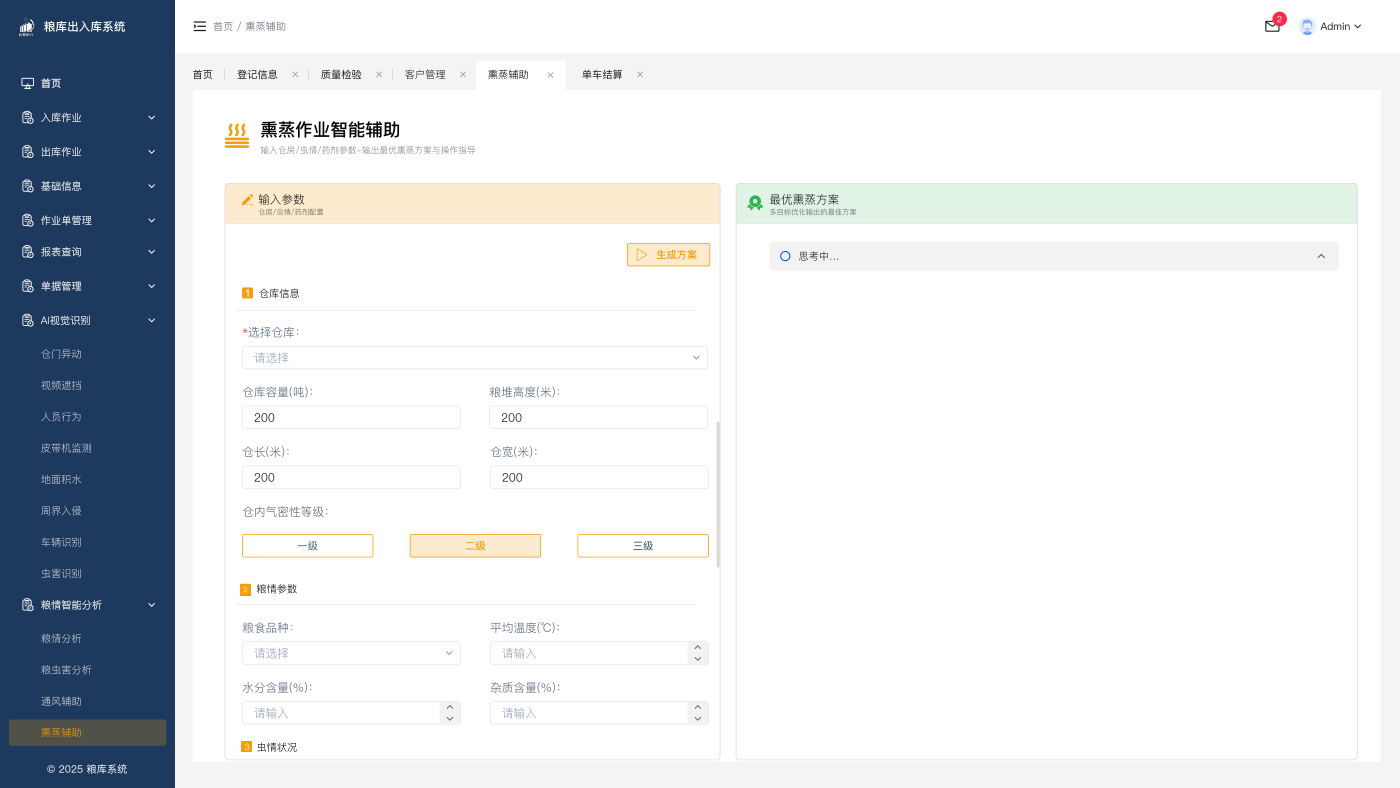 粮库出入库系统
首页
入库作业
出库作业
基础信息
作业单管理
报表查询
单据管理
AI视觉识别
仓门异动
视频遮挡
人员行为
皮带机监测
地面积水
周界入侵
车辆识别
虫害识别
粮情智能分析
粮情分析
粮虫害分析
通风辅助
熏蒸辅助
© 2025 粮库系统
首页 / 熏蒸辅助
2
Admin
首页
登记信息 ×
质量检验 ×
客户管理 ×
熏蒸辅助 ×
单车结算 ×
熏蒸作业智能辅助
输入仓房/虫情/药剂参数-输出最优熏蒸方案与操作指导
输入参数
仓房/虫情/药剂配置
生成方案
1 仓库信息
*选择仓库:
请选择
仓库容量(吨): 粮堆高度(米):
200 200
仓长(米): 仓宽(米):
200 200
仓内气密性等级:
一级 二级 三级
2 粮情参数
粮食品种: 平均温度(℃):
请选择 请输入
水分含量(%): 杂质含量(%):
请输入 请输入
3 虫情状况
最优熏蒸方案
多目标优化输出的最佳方案
思考中...